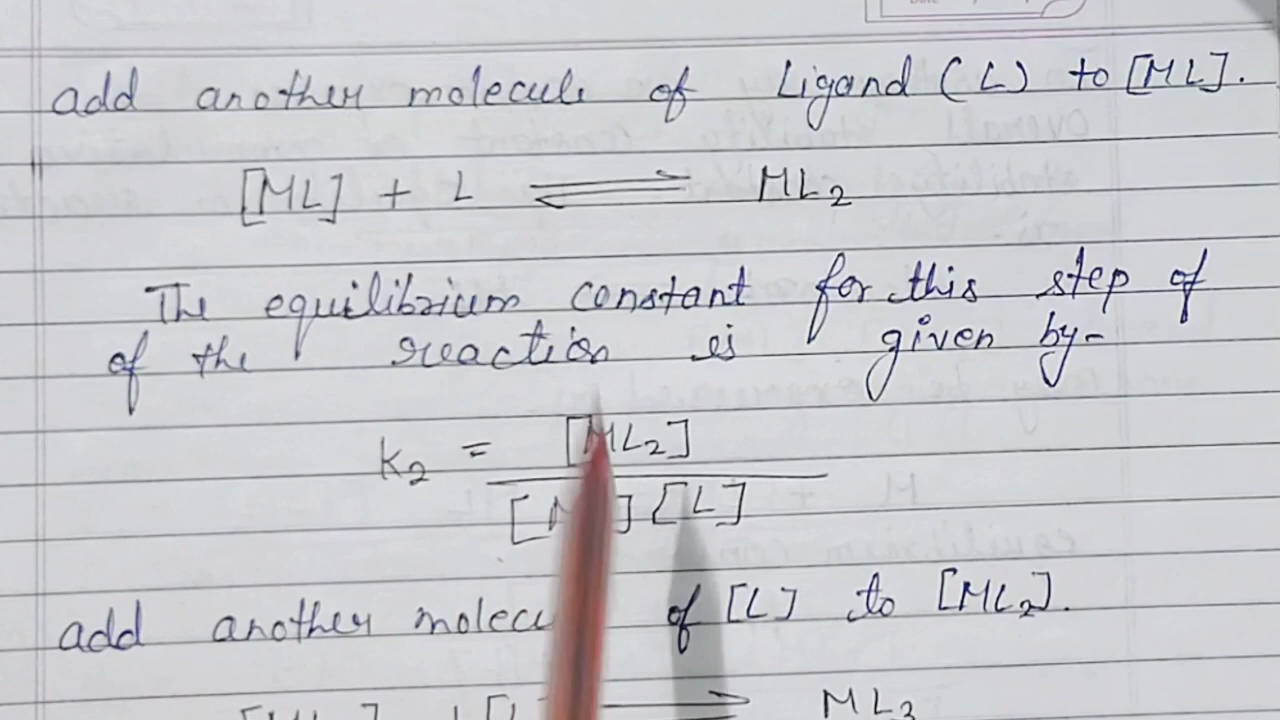 add another molecule of Ligand (L) to [ML].
[ML] + L ⇌ ML₂
The equilibrium constant for this step of
of the reaction is given by-
K₂ = [ML₂]
[M ] [L]
add another molecu of [L] to [ML₂].
ML₃